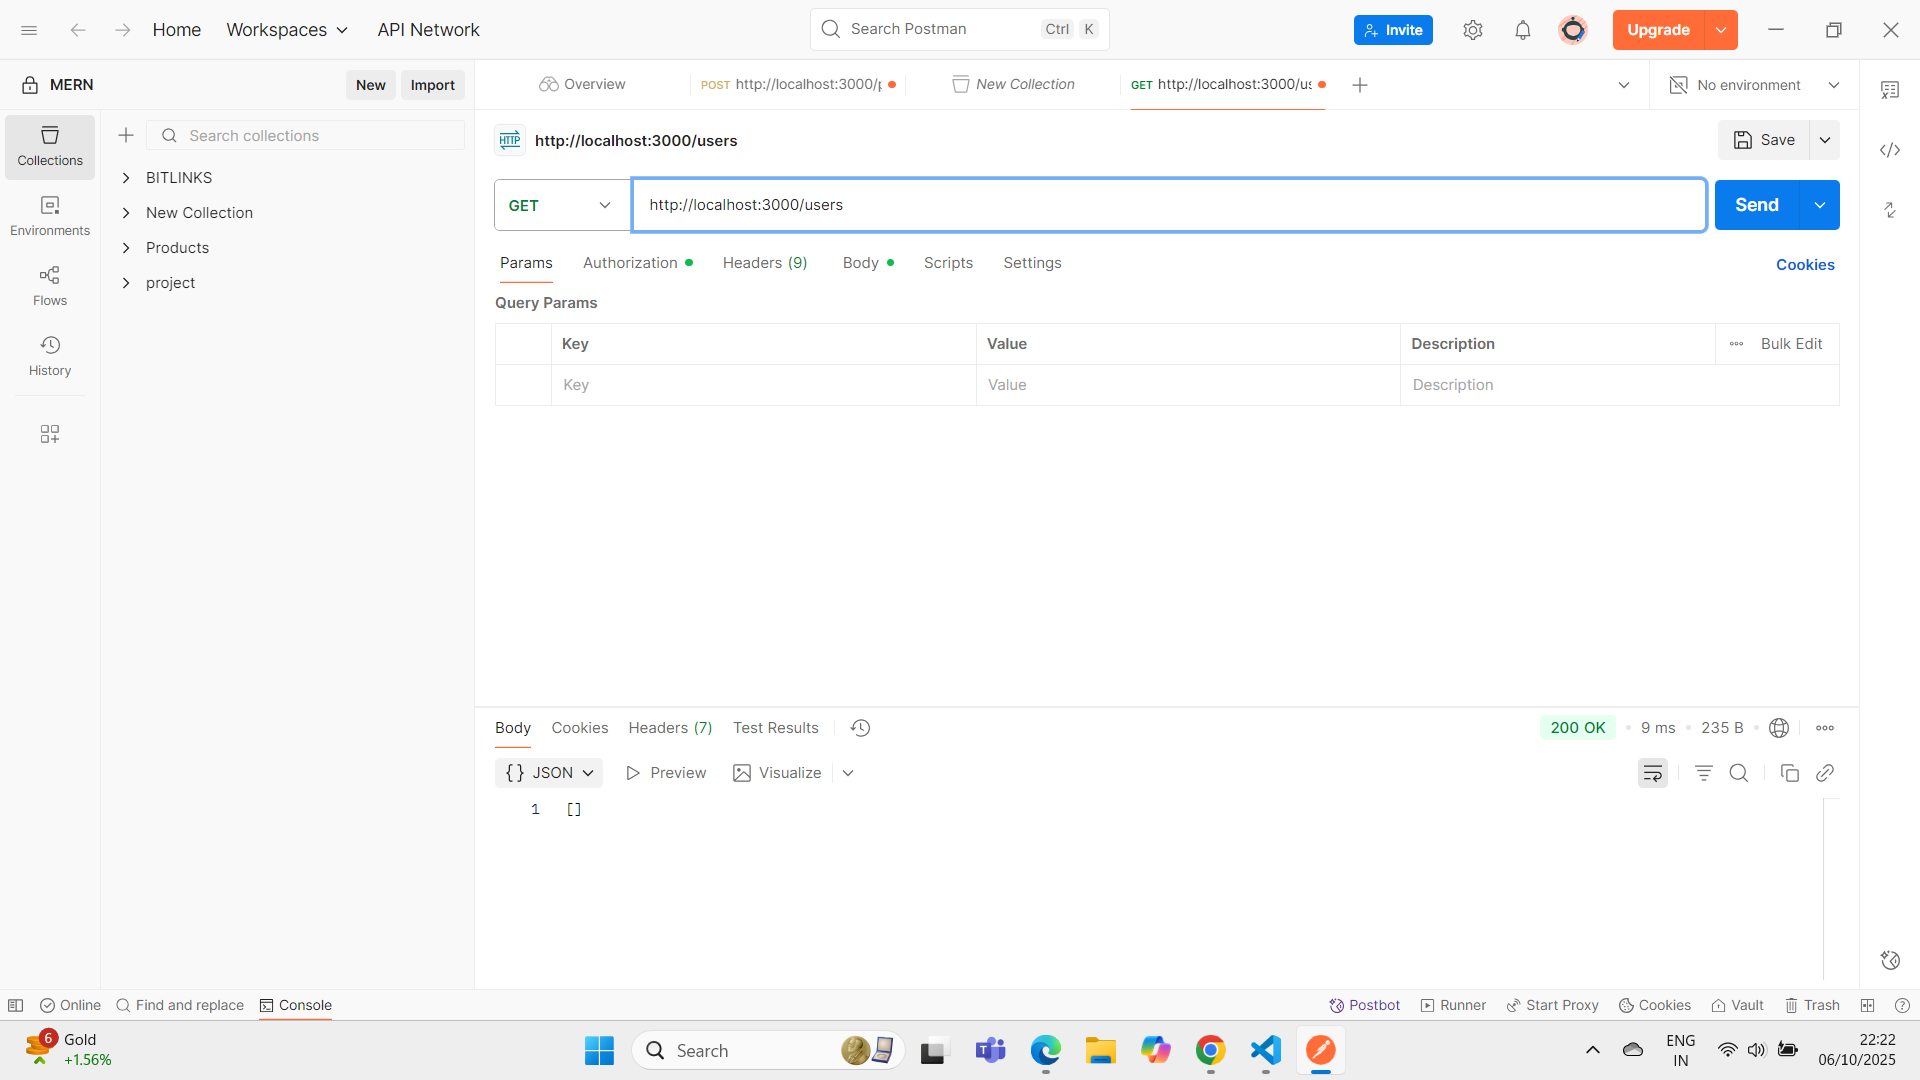 Home
Workspaces
API Network
Search Postman
Ctrl K
Invite
Upgrade
MERN
New
Import
Overview
POST http://localhost:3000/
New Collection
GET http://localhost:3000/us
No environment
Collections
Environments
Flows
History
Search collections
BITLINKS
New Collection
Products
project
HTTP
http://localhost:3000/users
Save
GET
http://localhost:3000/users
Send
Params
Authorization
Headers (9)
Body
Scripts
Settings
Cookies
Query Params
Key Value Description Bulk Edit
Key Value Description
Body
Cookies
Headers (7)
Test Results
200 OK
9 ms
235 B
{} JSON
Preview
Visualize
1 []
Online
Find and replace
Console
Postbot
Runner
Start Proxy
Cookies
Vault
Trash
6
Gold
+1.56%
Search
ENG
IN
22:22
06/10/2025